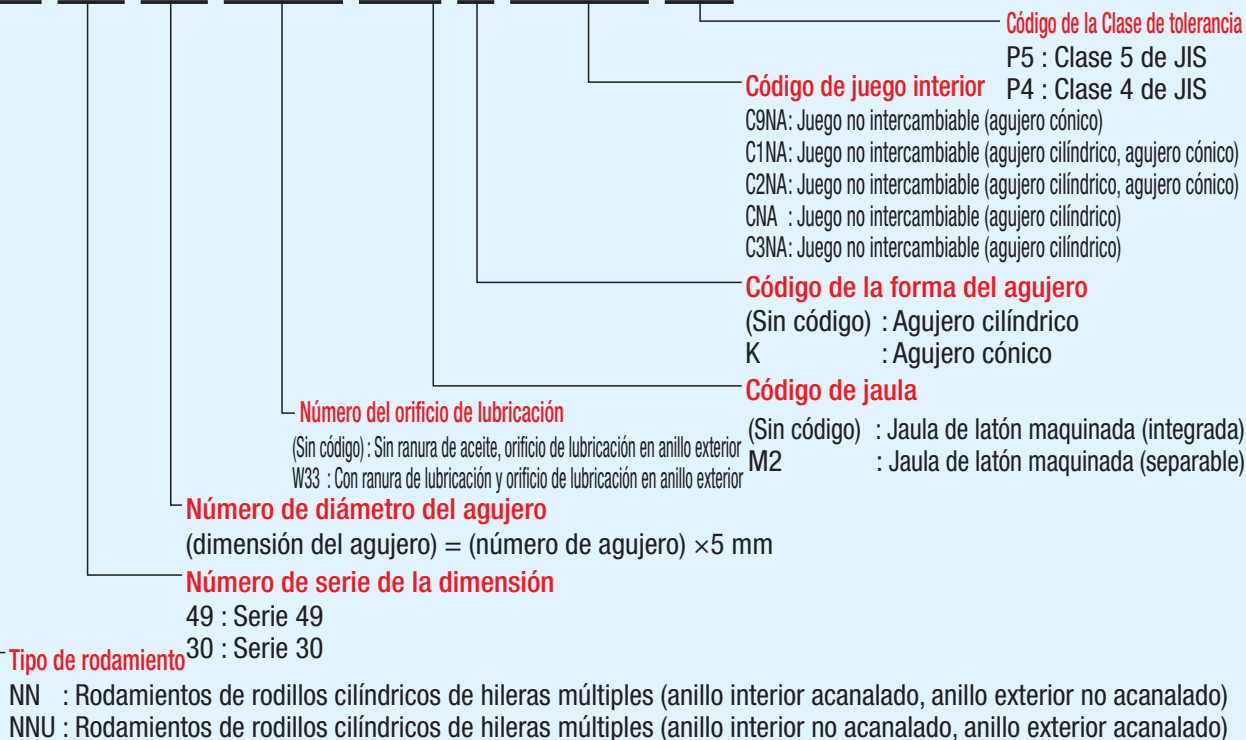 Código de la Clase de tolerancia
P5 : Clase 5 de JIS
P4 : Clase 4 de JIS
Código de juego interior
C9NA: Juego no intercambiable (agujero cónico)
C1NA: Juego no intercambiable (agujero cilíndrico, agujero cónico)
C2NA: Juego no intercambiable (agujero cilíndrico, agujero cónico)
CNA : Juego no intercambiable (agujero cilíndrico)
C3NA: Juego no intercambiable (agujero cilíndrico)
Código de la forma del agujero
(Sin código) : Agujero cilíndrico
K : Agujero cónico
Código de jaula
(Sin código) : Jaula de latón maquinada (integrada)
M2 : Jaula de latón maquinada (separable)
Número del orificio de lubricación
(Sin código) : Sin ranura de aceite, orificio de lubricación en anillo exterior
W33 : Con ranura de lubricación y orificio de lubricación en anillo exterior
Número de diámetro del agujero
(dimensión del agujero) = (número de agujero) ×5 mm
Número de serie de la dimensión
49 : Serie 49
30 : Serie 30
Tipo de rodamiento
NN : Rodamientos de rodillos cilíndricos de hileras múltiples (anillo interior acanalado, anillo exterior no acanalado)
NNU : Rodamientos de rodillos cilíndricos de hileras múltiples (anillo interior no acanalado, anillo exterior acanalado)